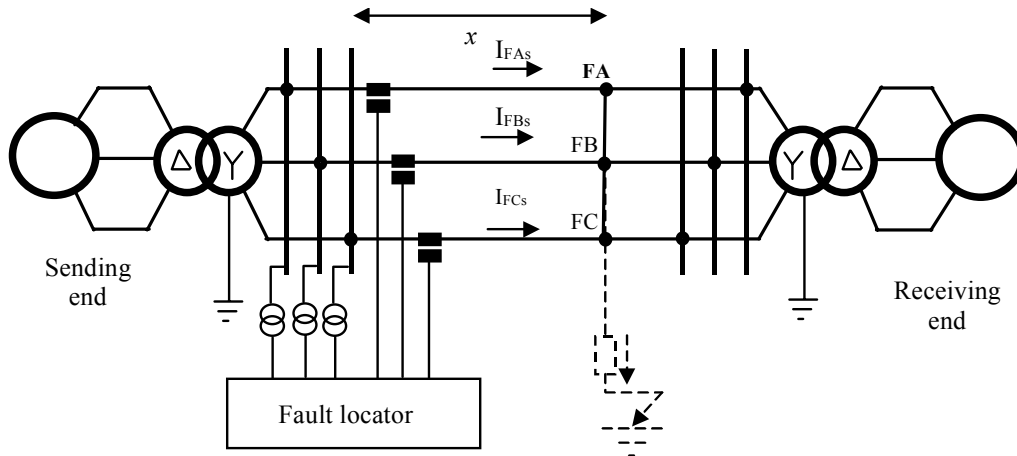 x
I_FAs
FA
I_FBs
FB
I_FCs
FC
Δ Y
Y Δ
Sending
end
Receiving
end
Fault locator